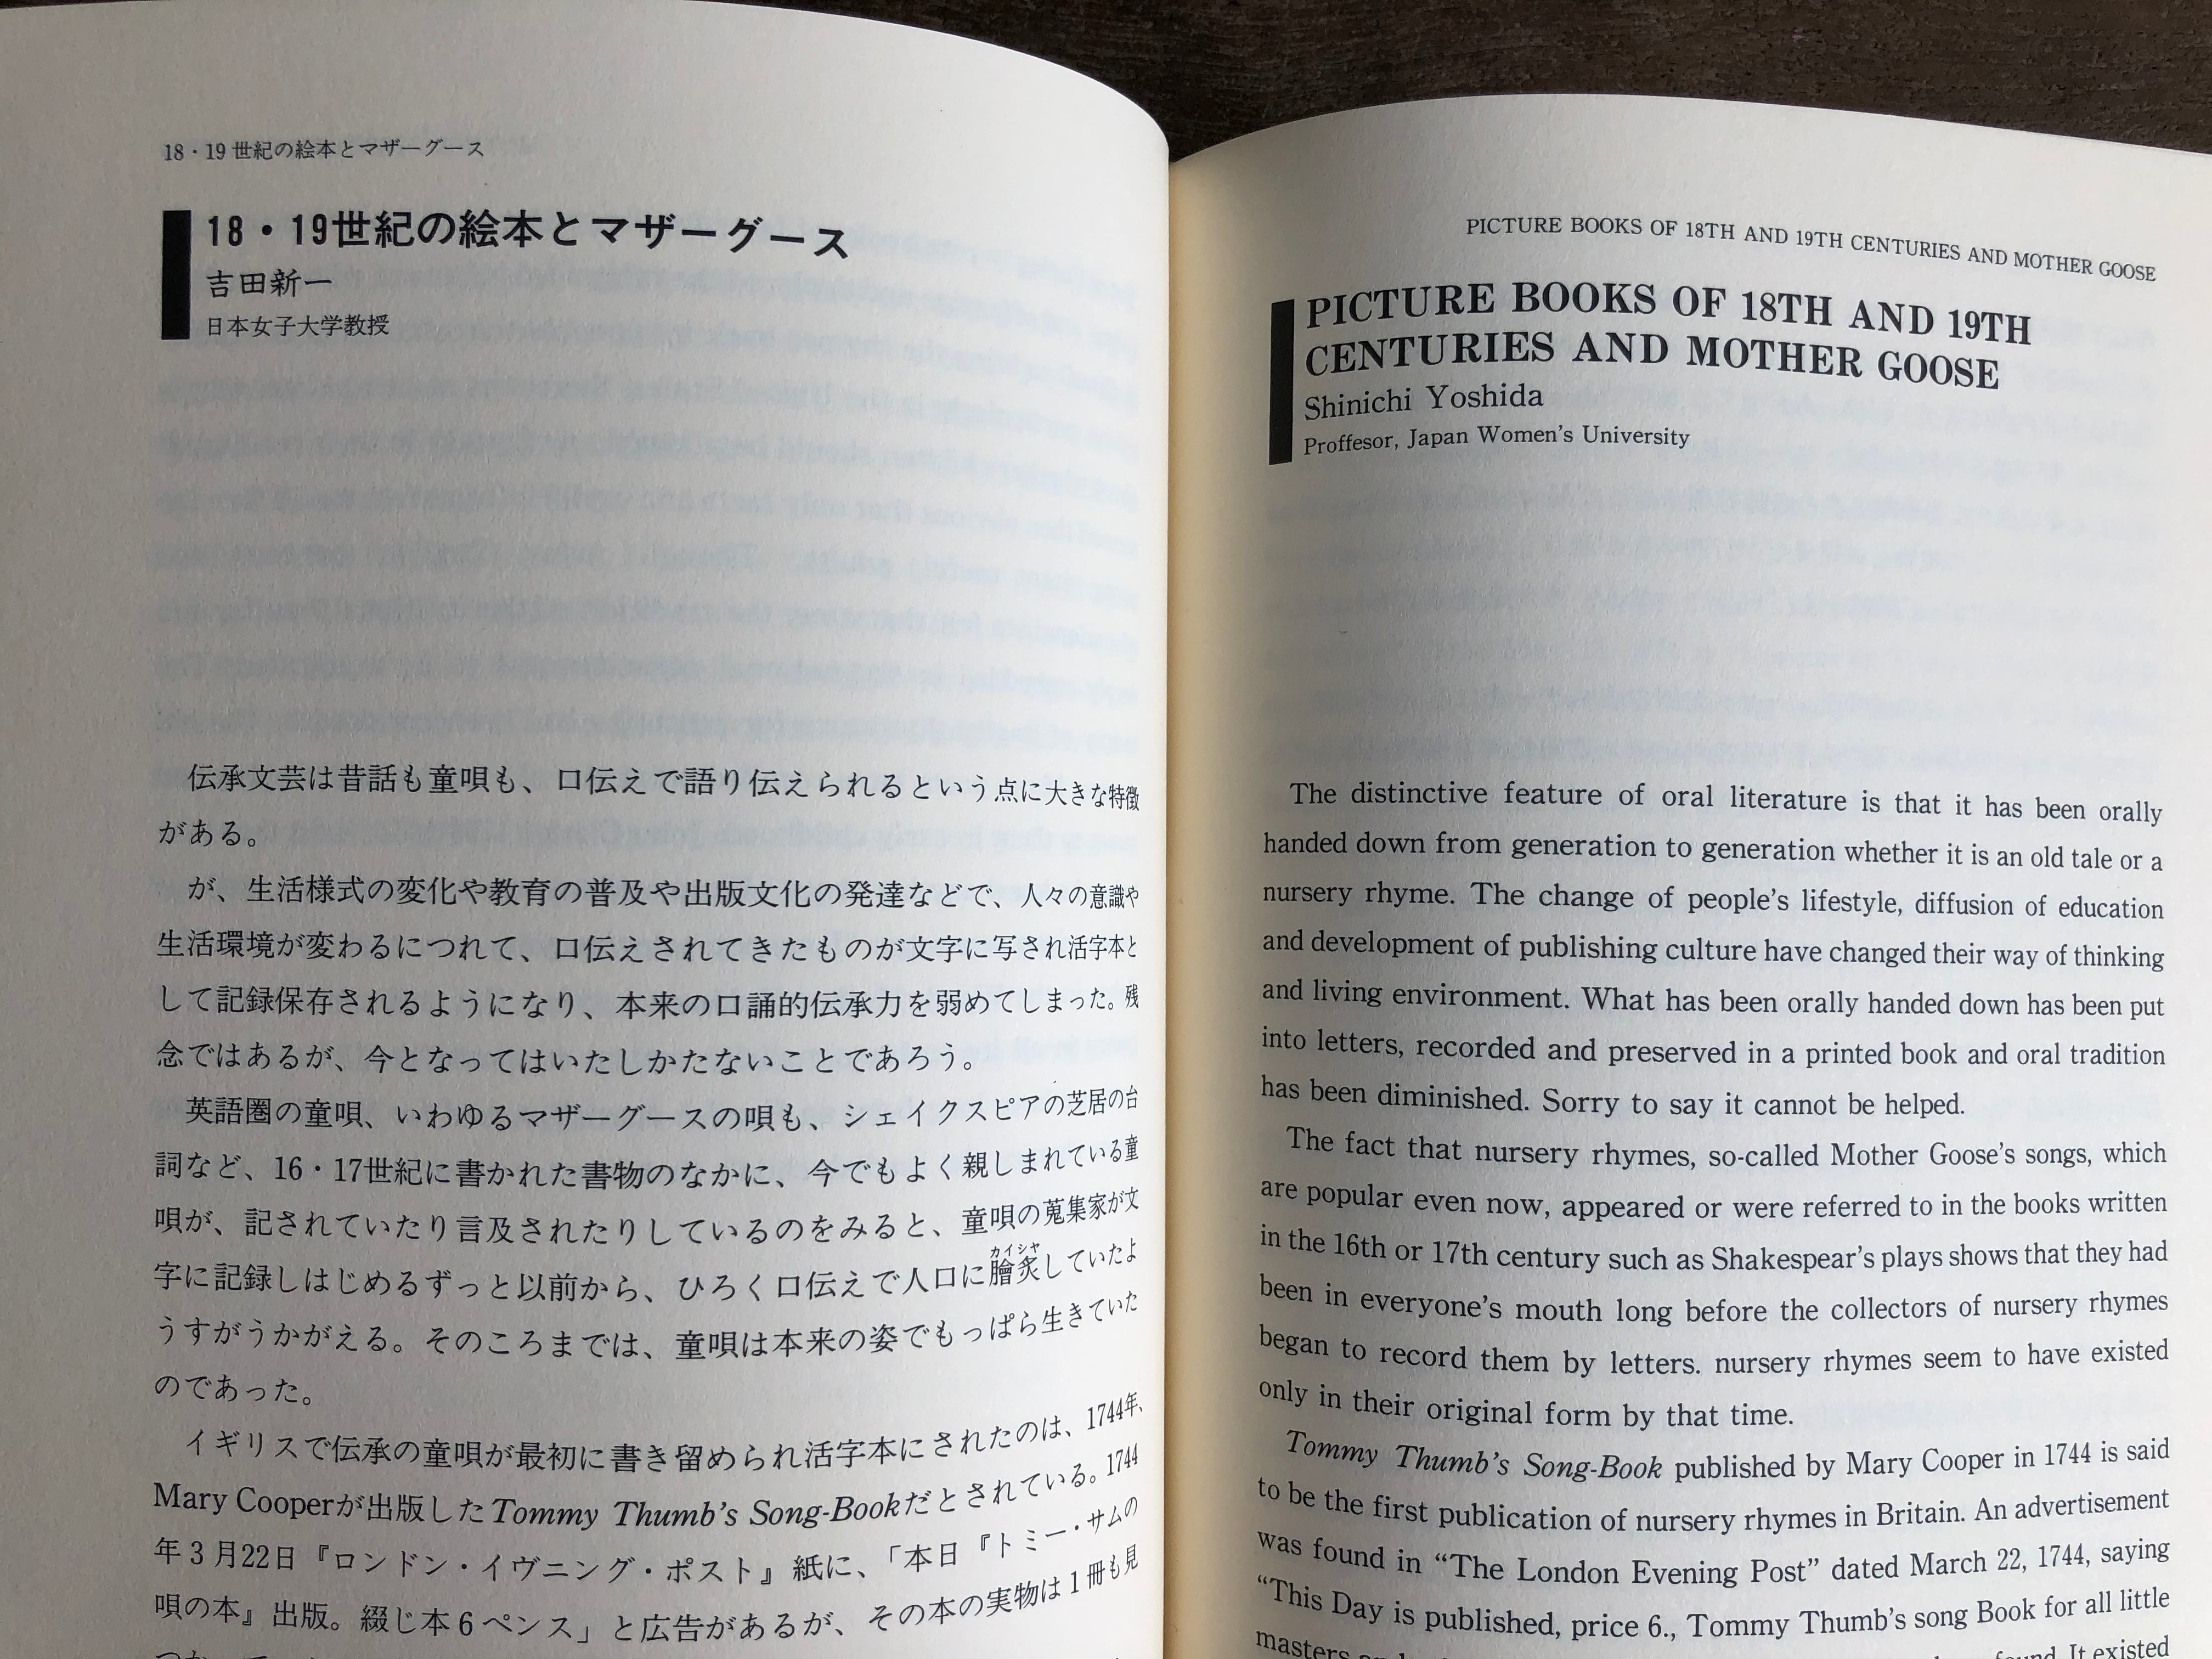 18・19世紀の絵本とマザーグース
18・19世紀の絵本とマザーグース
吉田新一
日本女子大学教授
伝承文芸は昔話も童唄も、口伝えで語り伝えられるという点に大きな特徴
がある。
が、生活様式の変化や教育の普及や出版文化の発達などで、人々の意識や
生活環境が変わるにつれて、口伝えされてきたものが文字に写され活字本と
して記録保存されるようになり、本来の口誦的伝承力を弱めてしまった。残
念ではあるが、今となってはいたしかたないことであろう。
英語圏の童唄、いわゆるマザーグースの唄も、シェイクスピアの芝居の台
詞など、16・17世紀に書かれた書物のなかに、今でもよく親しまれている童
唄が、記されていたり言及されたりしているのをみると、童唄の蒐集家が文
字に記録しはじめるずっと以前から、ひろく口伝えで人口に膾炙カイシヤしていたよ
うすがうかがえる。そのころまでは、童唄は本来の姿でもっぱら生きていた
のであった。
イギリスで伝承の童唄が最初に書き留められ活字本にされたのは、1744年、
Mary Cooperが出版したTommy Thumb's Song-Bookだとされている。1744
年3月22日『ロンドン・イヴニング・ポスト』紙に、「本日『トミー・サムの
唄の本』出版。綴じ本6ペンス」と広告があるが、その本の実物は1冊も見
PICTURE BOOKS OF 18TH AND 19TH CENTURIES AND MOTHER GOOSE
PICTURE BOOKS OF 18TH AND 19TH
CENTURIES AND MOTHER GOOSE
Shinichi Yoshida
Proffesor, Japan Women's University
The distinctive feature of oral literature is that it has been orally
handed down from generation to generation whether it is an old tale or a
nursery rhyme. The change of people's lifestyle, diffusion of education
and development of publishing culture have changed their way of thinking
and living environment. What has been orally handed down has been put
into letters, recorded and preserved in a printed book and oral tradition
has been diminished. Sorry to say it cannot be helped.
The fact that nursery rhymes, so-called Mother Goose's songs, which
are popular even now, appeared or were referred to in the books written
in the 16th or 17th century such as Shakespear's plays shows that they had
been in everyone's mouth long before the collectors of nursery rhymes
began to record them by letters. nursery rhymes seem to have existed
only in their original form by that time.
Tommy Thumb's Song-Book published by Mary Cooper in 1744 is said
to be the first publication of nursery rhymes in Britain. An advertisement
was found in “The London Evening Post” dated March 22, 1744, saying
“This Day is published, price 6., Tommy Thumb's song Book for all little
masters found. It existed